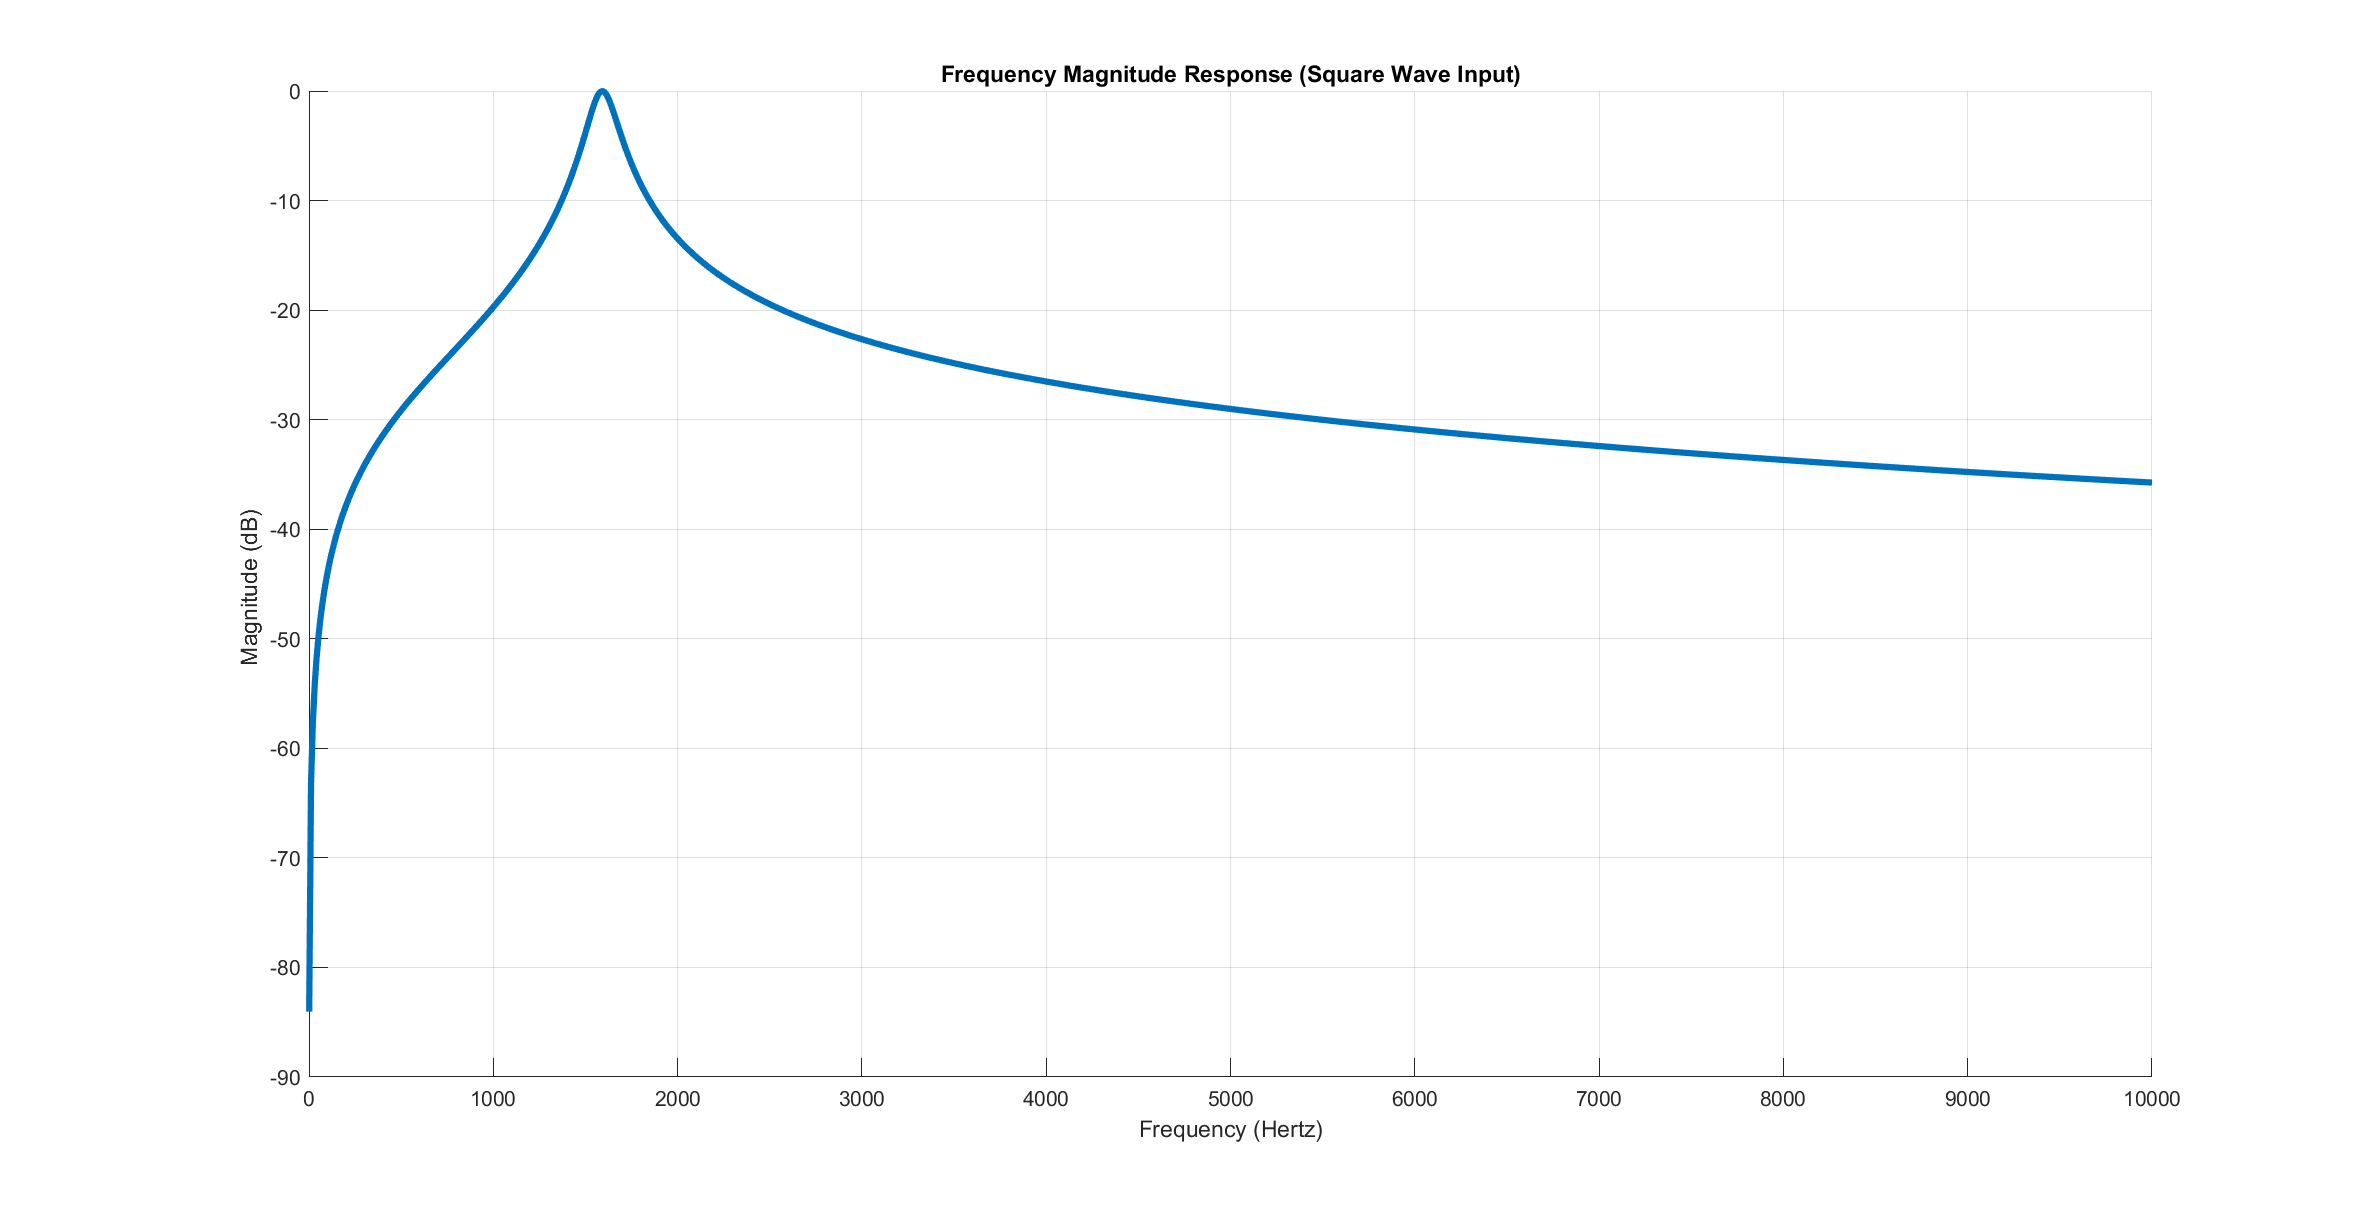 Frequency Magnitude Response (Square Wave Input)
0
-10
-20
-30
-40
-50
-60
-70
-80
-90
Magnitude (dB)
0 1000 2000 3000 4000 5000 6000 7000 8000 9000 10000
Frequency (Hertz)